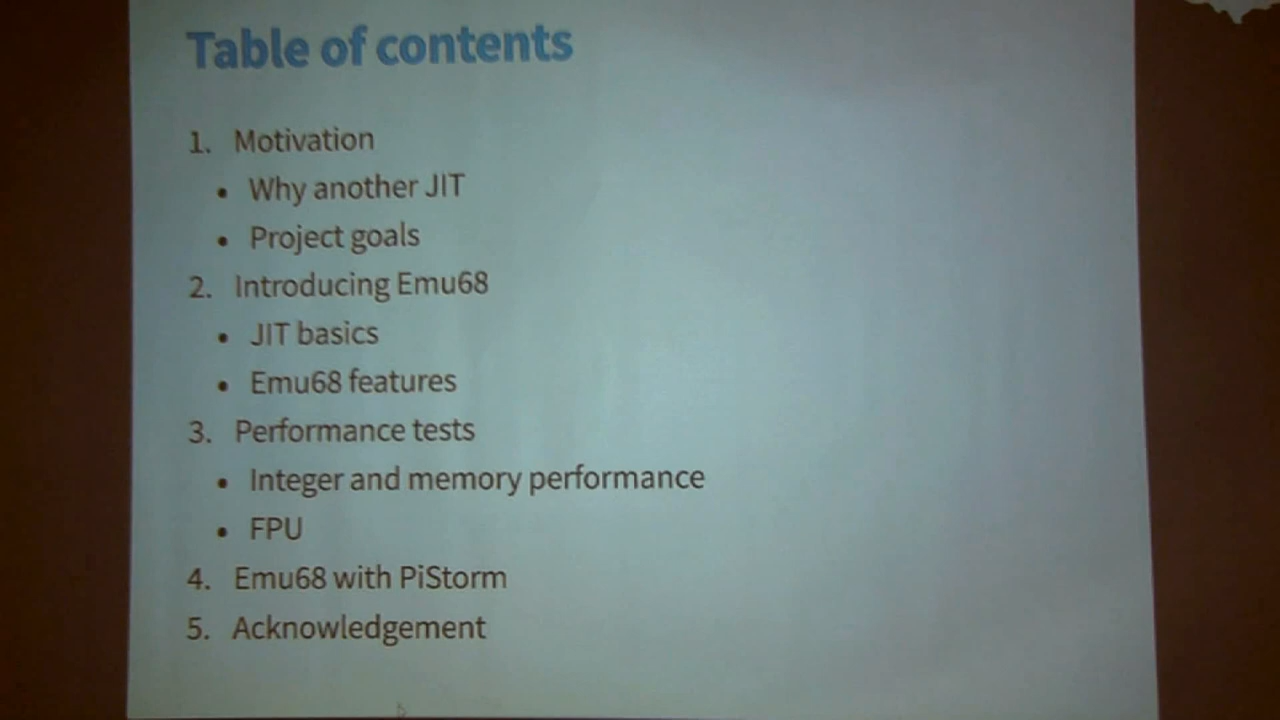 Table of contents
1. Motivation
• Why another JIT
• Project goals
2. Introducing Emu68
• JIT basics
• Emu68 features
3. Performance tests
• Integer and memory performance
• FPU
4. Emu68 with PiStorm
5. Acknowledgement